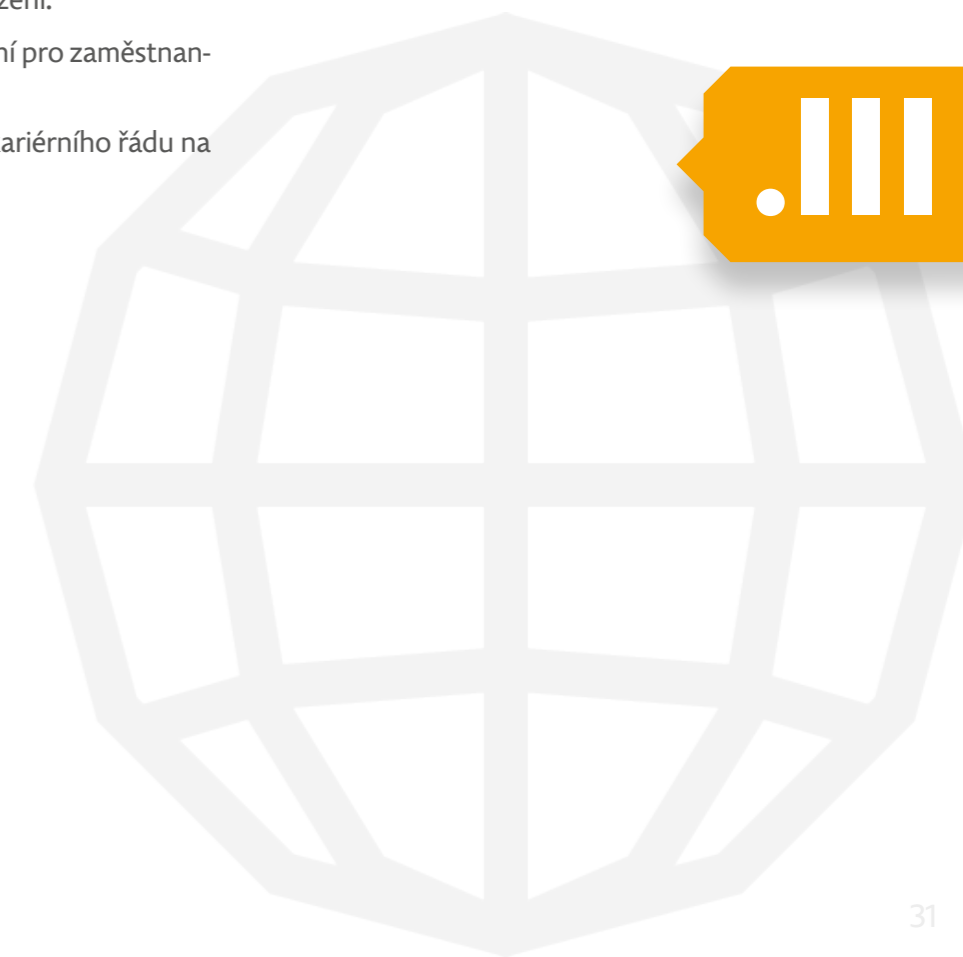 zení.
ní pro zaměstnan-
ariérního řádu na
.III
31